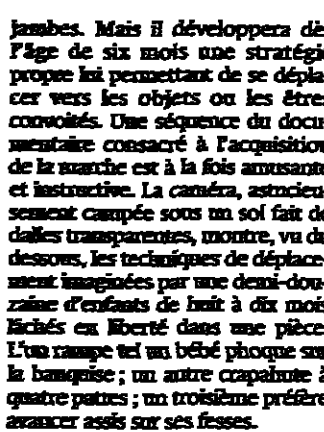 jambes. Mais il développera dè
l'âge de six mois une stratégi
propre lui permettant de se dépla-
cer vers les objets ou les être
convoités. Une séquence du docu-
mentaire consacré à l'acquisition
de la marche est à la fois amusante
et instructive. La caméra, astucieu-
sement campée sous un sol fait de
dalles transparentes, montre, vu de
dessous, les techniques de déplace-
ment imaginées par une demi-dou-
zaine d'enfants de huit à dix mois
lâchés en liberté dans une pièce.
L'un rampe tel un bébé phoque sur
la banquise ; un autre crapahute à
quatre pattes ; un troisième préfère
avancer assis sur ses fesses.